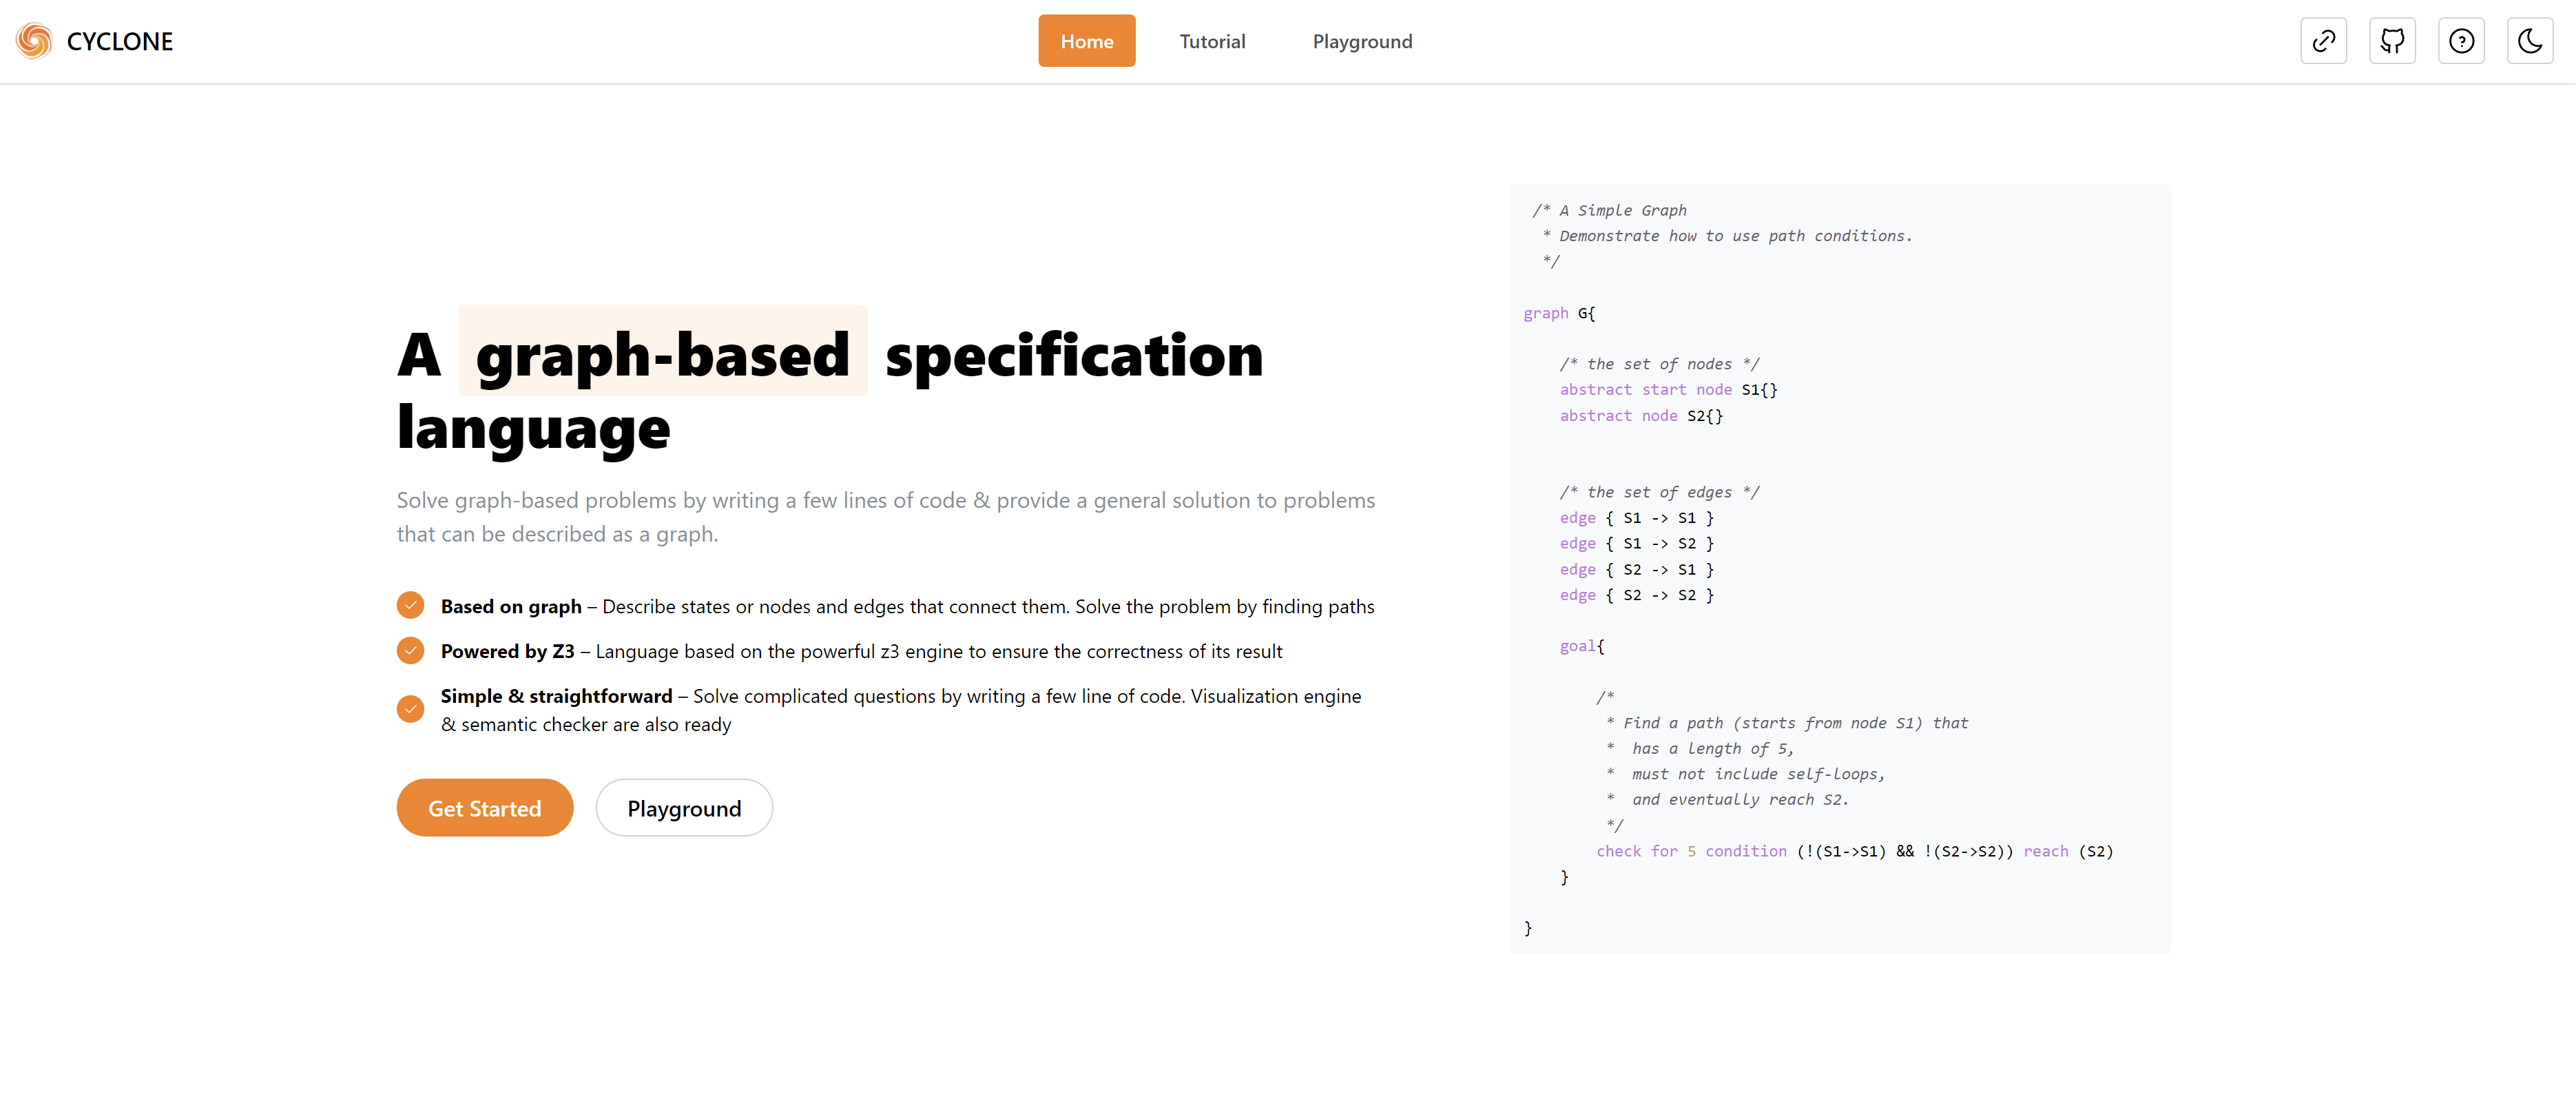 CYCLONE
Home
Tutorial
Playground
A graph-based specification
language
Solve graph-based problems by writing a few lines of code & provide a general solution to problems
that can be described as a graph.
Based on graph – Describe states or nodes and edges that connect them. Solve the problem by finding paths
Powered by Z3 – Language based on the powerful z3 engine to ensure the correctness of its result
Simple & straightforward – Solve complicated questions by writing a few line of code. Visualization engine
& semantic checker are also ready
Get Started
Playground
/* A Simple Graph
 * Demonstrate how to use path conditions.
 */
graph G{
    /* the set of nodes */
    abstract start node S1{}
    abstract node S2{}
    /* the set of edges */
    edge { S1 -> S1 }
    edge { S1 -> S2 }
    edge { S2 -> S1 }
    edge { S2 -> S2 }
    goal{
        /*
         * Find a path (starts from node S1) that
         *  has a length of 5,
         *  must not include self-loops,
         *  and eventually reach S2.
         */
        check for 5 condition (!(S1->S1) && !(S2->S2)) reach (S2)
    }
}